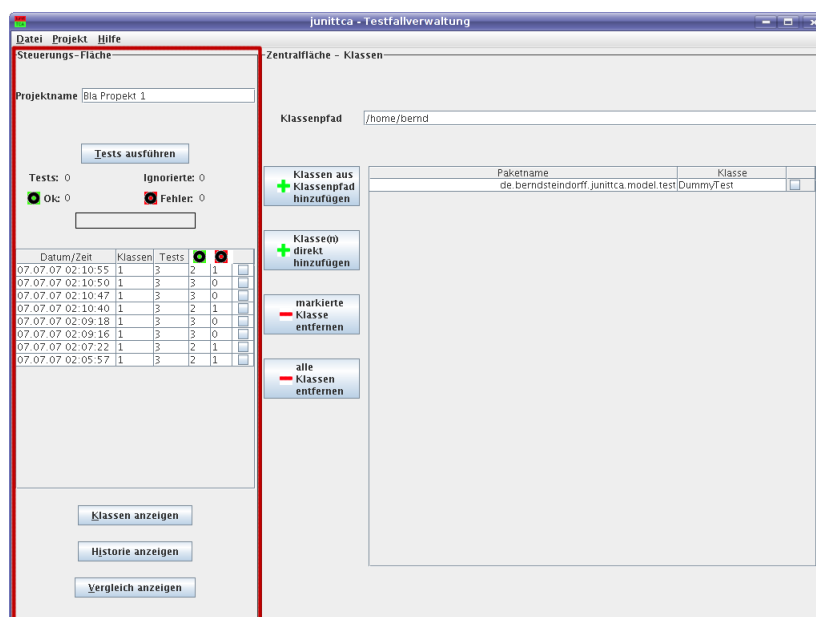 junittca - Testfallverwaltung
Datei Projekt Hilfe
Steuerungs-Fläche
Projektname Bla Propekt 1
Tests ausführen
Tests: 0 Ignorierte: 0
Ok: 0 Fehler: 0
Datum/Zeit Klassen Tests
07.07.07 02:10:55 1 3 2 1
07.07.07 02:10:50 1 3 3 0
07.07.07 02:10:47 1 3 3 0
07.07.07 02:10:40 1 3 2 1
07.07.07 02:09:18 1 3 3 0
07.07.07 02:09:16 1 3 3 0
07.07.07 02:07:22 1 3 2 1
07.07.07 02:05:57 1 3 2 1
Klassen anzeigen
Historie anzeigen
Vergleich anzeigen
Zentralfläche - Klassen
Klassenpfad /home/bernd
Klassen aus
Klassenpfad
hinzufügen
Klasse(n)
direkt
hinzufügen
markierte
Klasse
entfernen
alle
Klassen
entfernen
Paketname Klasse
de.berndsteindorff.junittca.model.test DummyTest